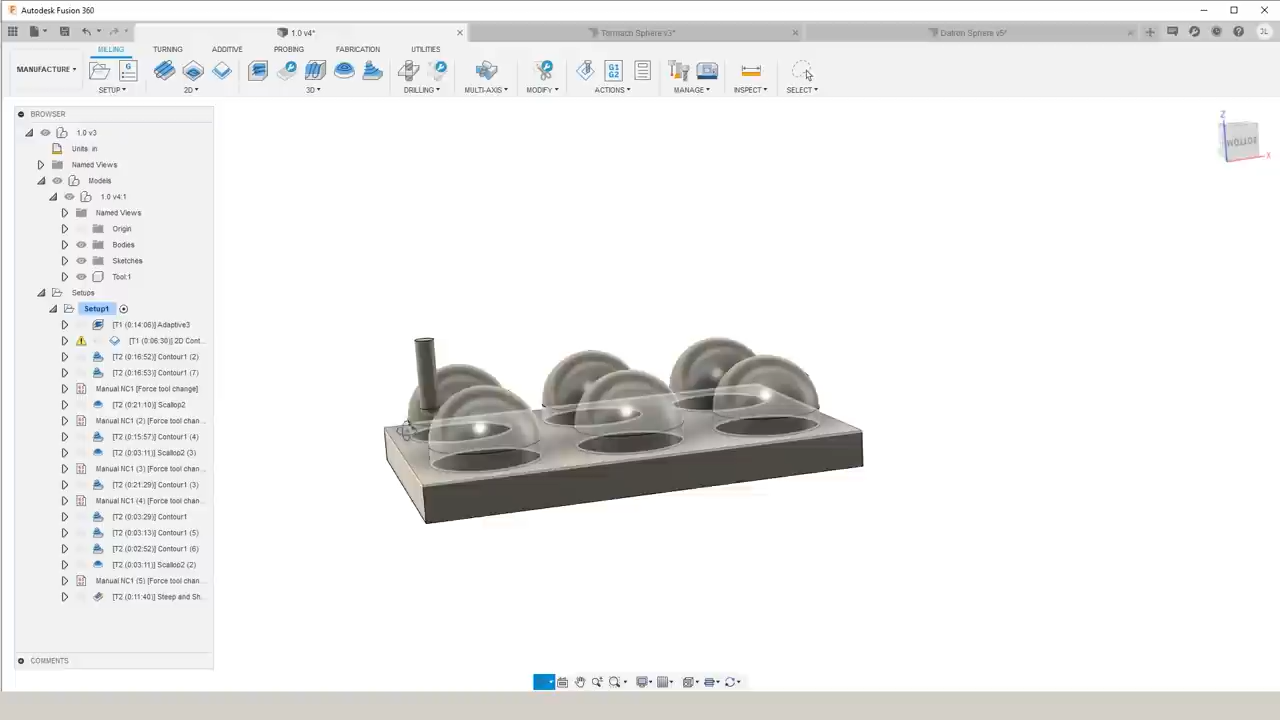 Autodesk Fusion 360
1.0 v4*
Tormach Sphere v3*
Datron Sphere v5*
JL
MILLING
TURNING
ADDITIVE
PROBING
FABRICATION
UTILITIES
MANUFACTURE
G1
G2
SETUP
2D
3D
DRILLING
MULTI-AXIS
MODIFY
ACTIONS
MANAGE
INSPECT
SELECT
BROWSER
1.0 v3
Units: in
Named Views
Models
1.0 v4:1
Named Views
Origin
Bodies
Sketches
Tool:1
Setups
Setup1
[T1 (0:14:06)] Adaptive3
[T1 (0:06:30)] 2D Cont...
[T2 (0:16:52)] Contour1 (2)
[T2 (0:16:53)] Contour1 (7)
Manual NC1 [Force tool change]
[T2 (0:21:10)] Scallop2
Manual NC1 (2) [Force tool chan...
[T2 (0:15:57)] Contour1 (4)
[T2 (0:03:09)] Scallop2 (3)
Manual NC1 (3) [Force tool chan...
[T2 (0:21:29)] Contour1 (3)
Manual NC1 (4) [Force tool chan...
[T2 (0:03:29)] Contour1
[T2 (0:03:13)] Contour1 (5)
[T2 (0:02:52)] Contour1 (6)
[T2 (0:03:11)] Scallop2 (2)
Manual NC1 (5) [Force tool chan...
[T2 (0:11:40)] Steep and Sh...
COMMENTS
Z
BOTTOM
X